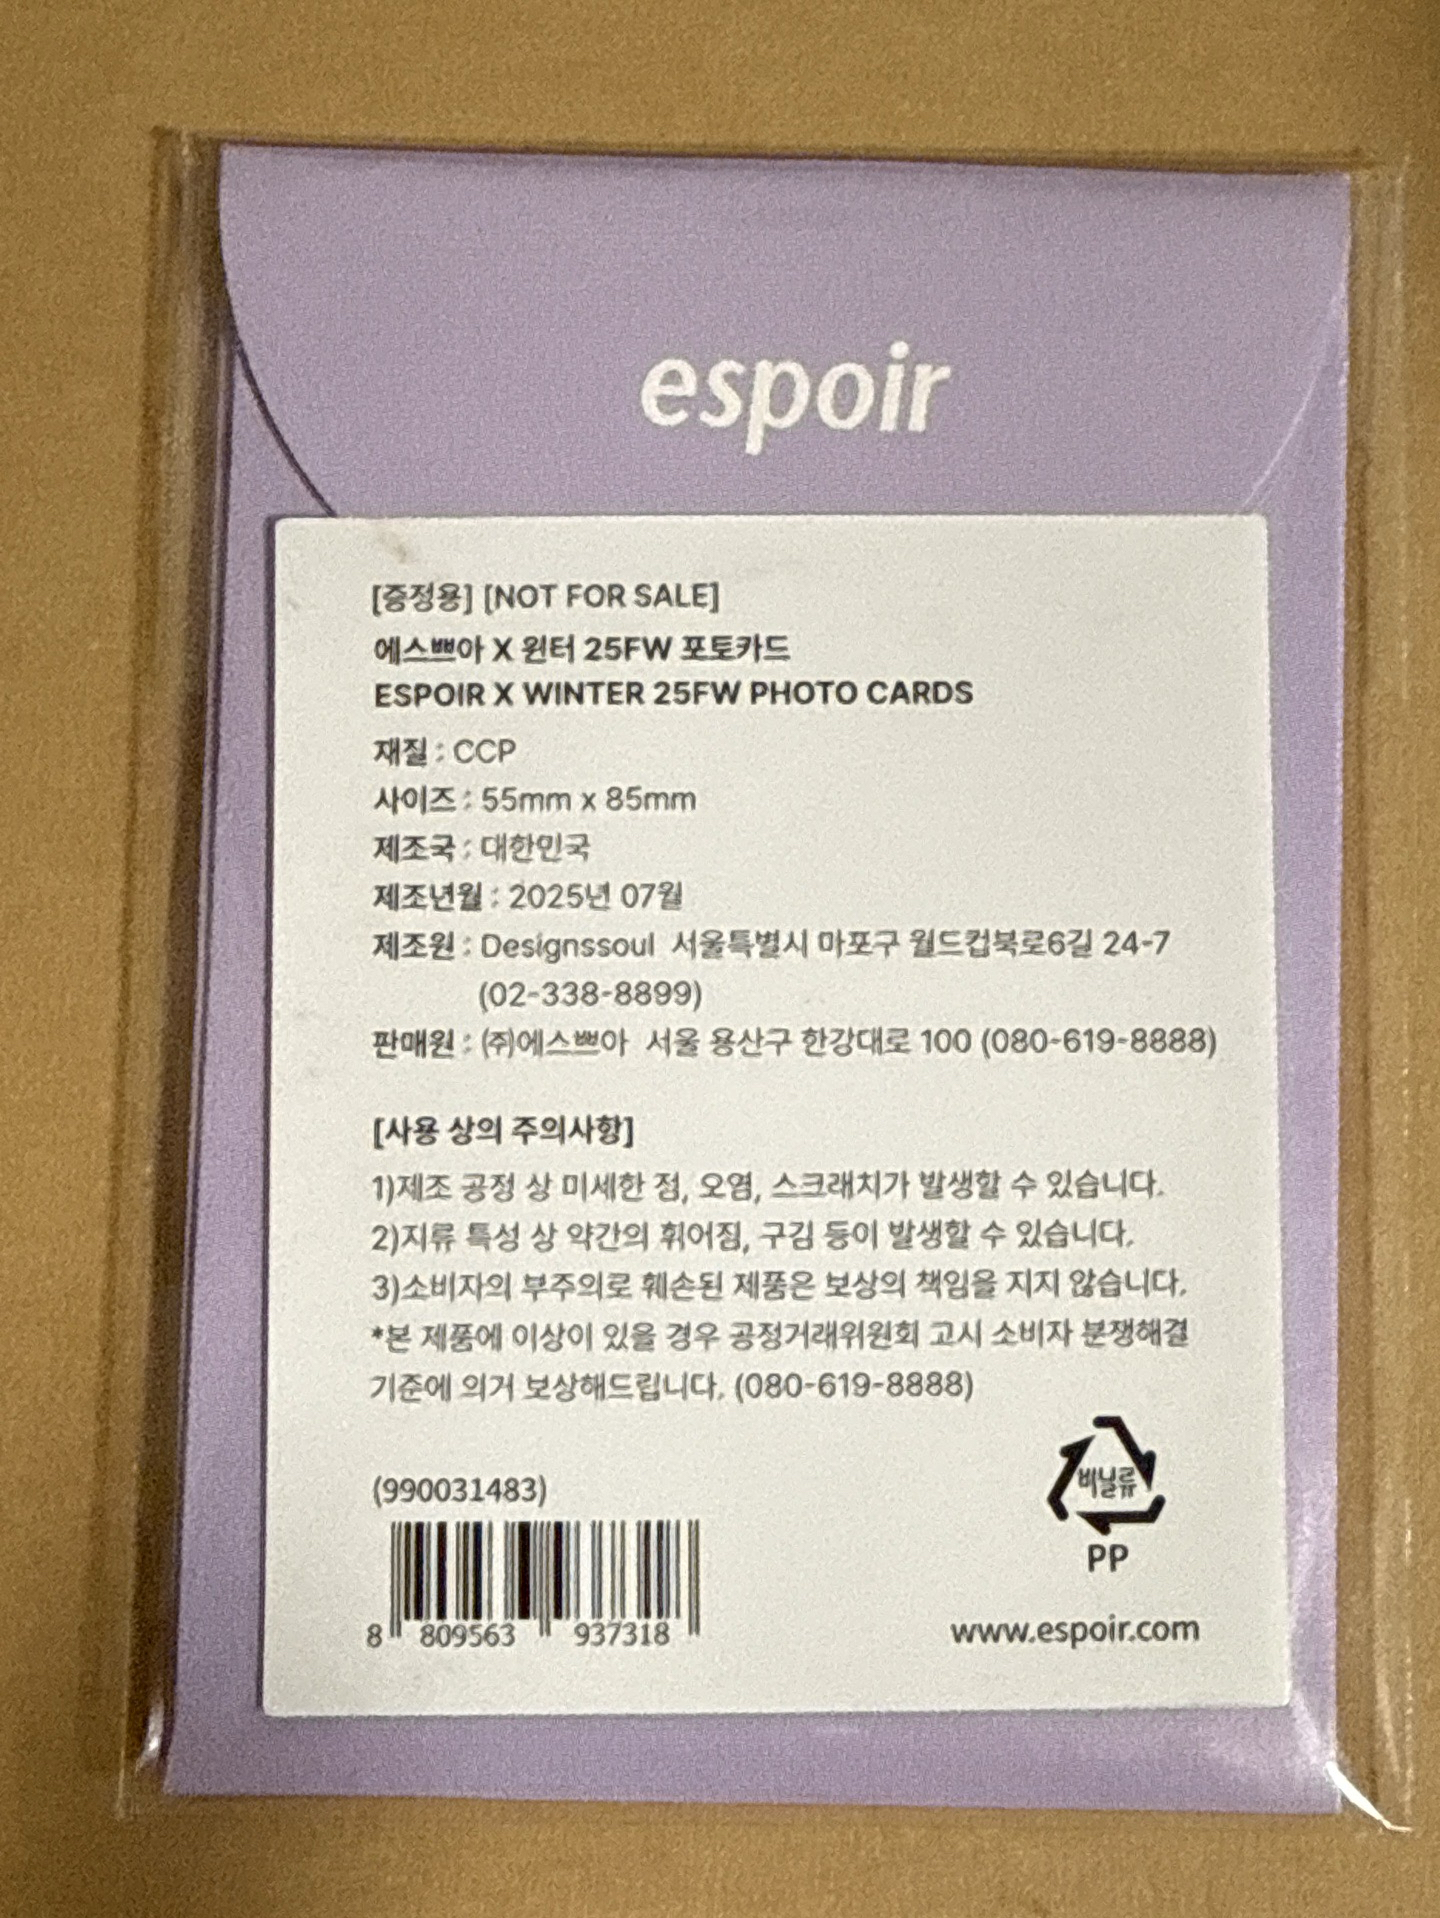 espoir
[증정용] [NOT FOR SALE]
에스쁘아 X 윈터 25FW 포토카드
ESPOIR X WINTER 25FW PHOTO CARDS
재질 : CCP
사이즈 : 55mm x 85mm
제조국 : 대한민국
제조년월 : 2025년 07월
제조원 : Designssoul 서울특별시 마포구 월드컵북로6길 24-7
(02-338-8899)
판매원 : ㈜에스쁘아 서울 용산구 한강대로 100 (080-619-8888)
[사용 상의 주의사항]
1)제조 공정 상 미세한 점, 오염, 스크래치가 발생할 수 있습니다.
2)지류 특성 상 약간의 휘어짐, 구김 등이 발생할 수 있습니다.
3)소비자의 부주의로 훼손된 제품은 보상의 책임을 지지 않습니다.
*본 제품에 이상이 있을 경우 공정거래위원회 고시 소비자 분쟁해결
기준에 의거 보상해드립니다. (080-619-8888)
(990031483)
8 809563 937318
비닐류
PP
www.espoir.com